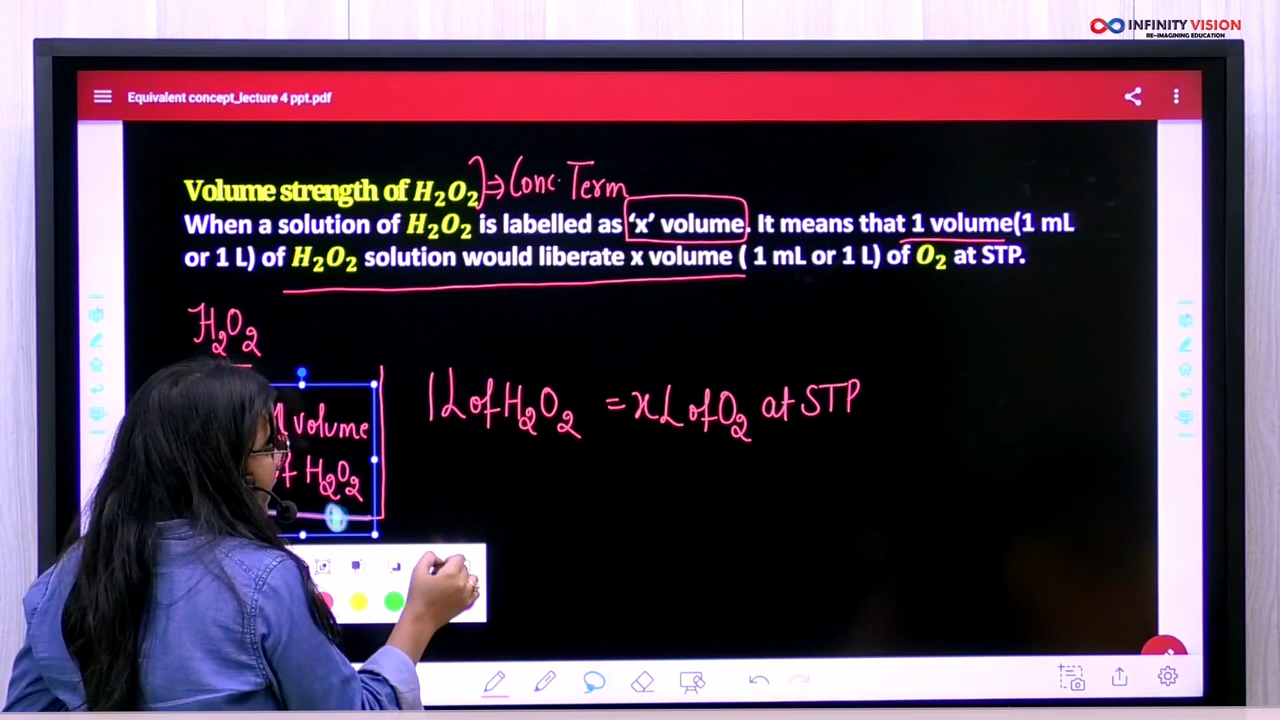 INFINITY VISION
RE-IMAGINING EDUCATION
Equivalent concept_lecture 4 ppt.pdf
Volume strength of H₂O₂ } ⇒ Conc. Term
When a solution of H₂O₂ is labelled as ‘x’ volume. It means that 1 volume(1 mL
or 1 L) of H₂O₂ solution would liberate x volume ( 1 mL or 1 L) of O₂ at STP.
H₂O₂
1L of H₂O₂ = xL of O₂ at STP
1 volume
of H₂O₂